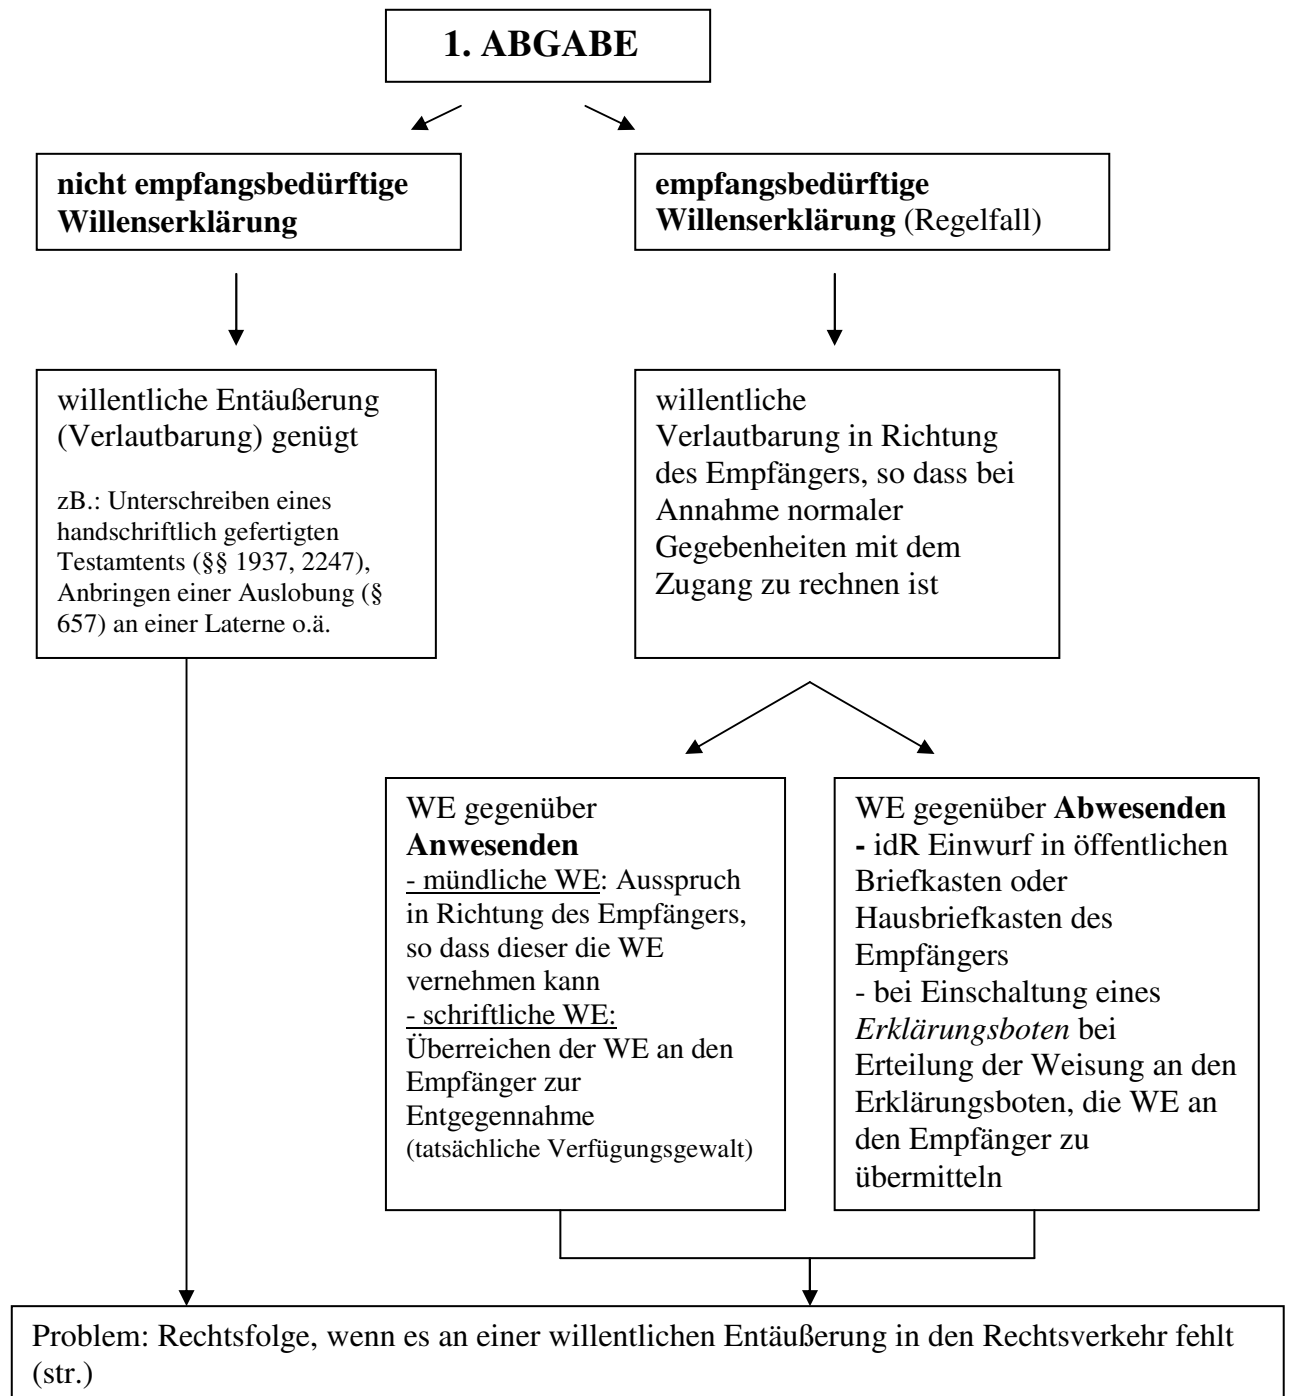 1. ABGABE
nicht empfangsbedürftige
Willenserklärung
empfangsbedürftige
Willenserklärung (Regelfall)
willentliche Entäußerung
(Verlautbarung) genügt
zB.: Unterschreiben eines
handschriftlich gefertigten
Testamtents (§§ 1937, 2247),
Anbringen einer Auslobung (§
657) an einer Laterne o.ä.
willentliche
Verlautbarung in Richtung
des Empfängers, so dass bei
Annahme normaler
Gegebenheiten mit dem
Zugang zu rechnen ist
WE gegenüber
Anwesenden
- mündliche WE: Ausspruch
in Richtung des Empfängers,
so dass dieser die WE
vernehmen kann
- schriftliche WE:
Überreichen der WE an den
Empfänger zur
Entgegennahme
(tatsächliche Verfügungsgewalt)
WE gegenüber Abwesenden
- idR Einwurf in öffentlichen
Briefkasten oder
Hausbriefkasten des
Empfängers
- bei Einschaltung eines
Erklärungsboten bei
Erteilung der Weisung an den
Erklärungsboten, die WE an
den Empfänger zu
übermitteln
Problem: Rechtsfolge, wenn es an einer willentlichen Entäußerung in den Rechtsverkehr fehlt
(str.)